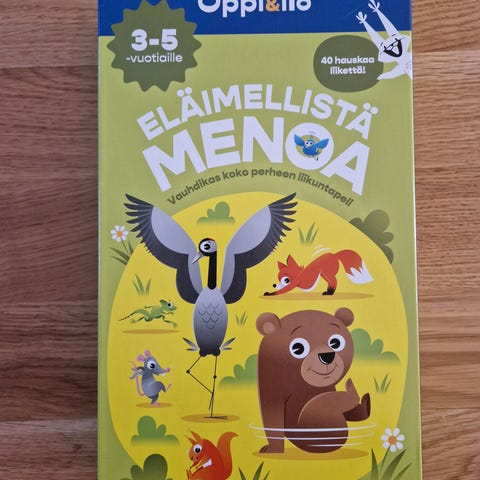 Oppi&ilo
3-5
-vuotiaille
40 hauskaa
liikettä!
ELÄIMELLISTÄ
MENOA
Vauhdikas koko perheen liikuntapeli